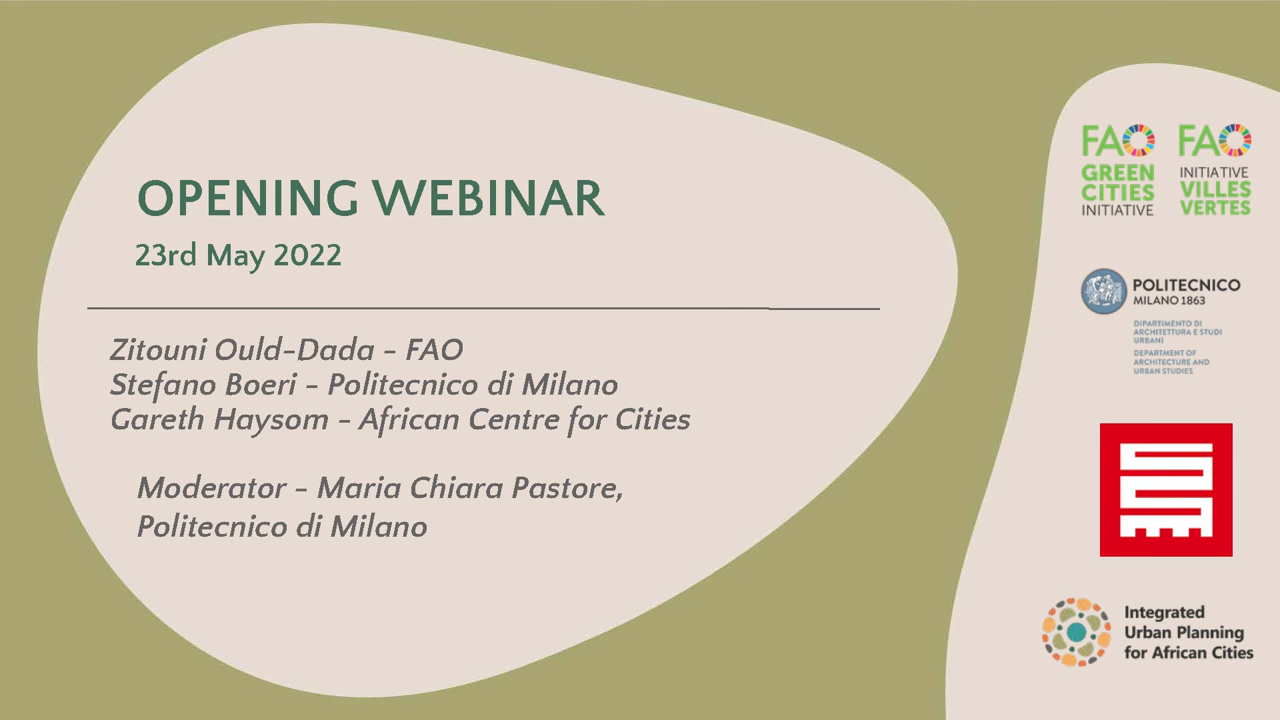 OPENING WEBINAR
23rd May 2022
Zitouni Ould-Dada - FAO
Stefano Boeri - Politecnico di Milano
Gareth Haysom - African Centre for Cities
Moderator - Maria Chiara Pastore,
Politecnico di Milano
FAO
GREEN
CITIES
INITIATIVE
FAO
INITIATIVE
VILLES
VERTES
POLITECNICO
MILANO 1863
DIPARTIMENTO DI
ARCHITETTURA E STUDI
URBANI
DEPARTMENT OF
ARCHITECTURE AND
URBAN STUDIES
Integrated
Urban Planning
for African Cities